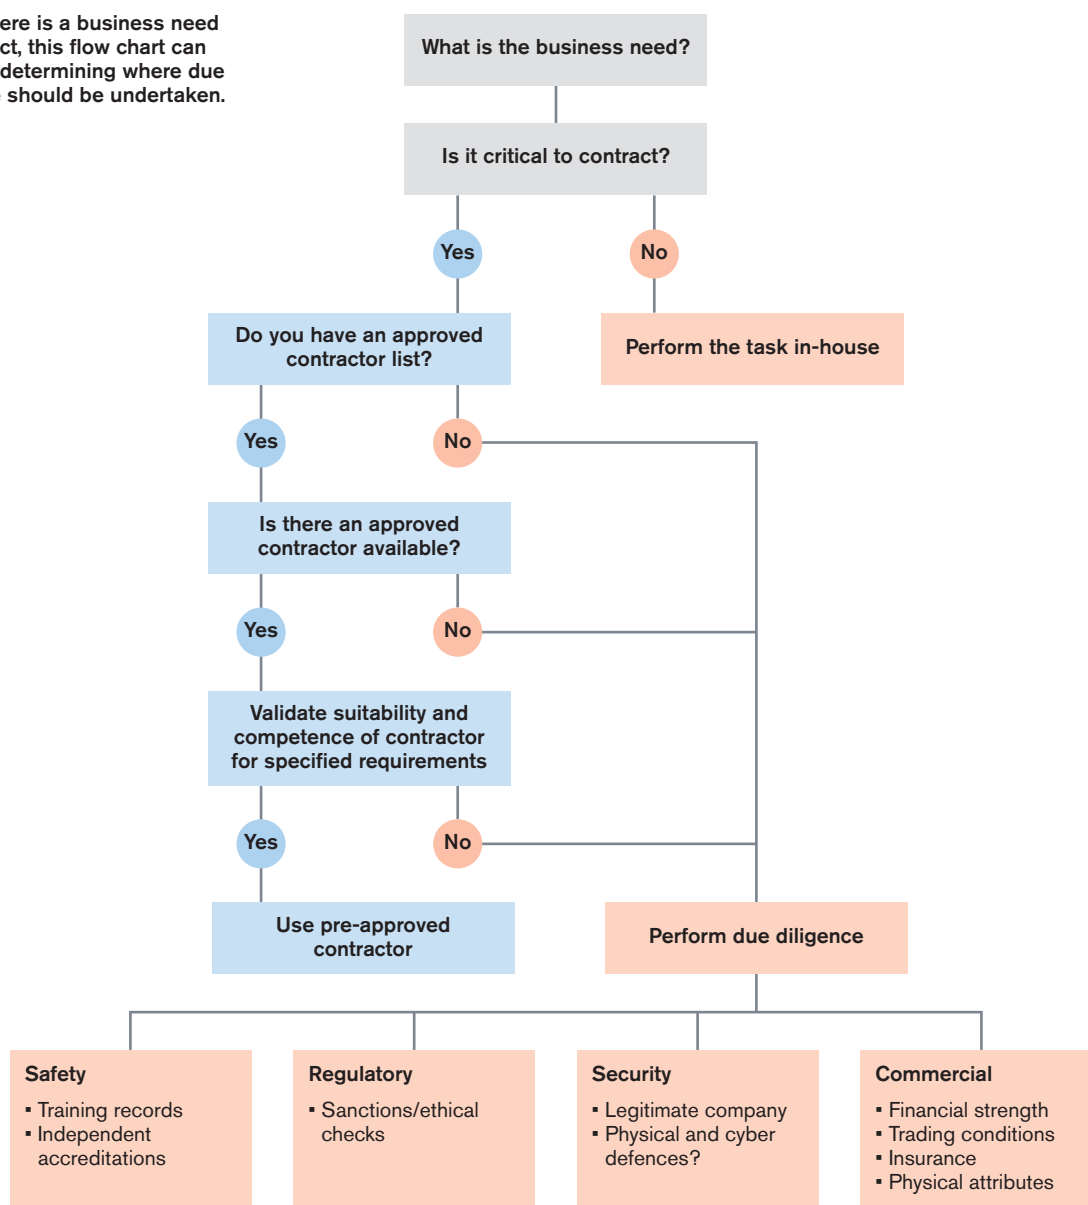 ere is a business need
ct, this flow chart can
determining where due
should be undertaken.
What is the business need?
Is it critical to contract?
Yes
No
Do you have an approved
contractor list?
Perform the task in-house
Yes
No
Is there an approved
contractor available?
Yes
No
Validate suitability and
competence of contractor
for specified requirements
Yes
No
Use pre-approved
contractor
Perform due diligence
Safety
▪ Training records
▪ Independent
accreditations
Regulatory
▪ Sanctions/ethical
checks
Security
▪ Legitimate company
▪ Physical and cyber
defences?
Commercial
▪ Financial strength
▪ Trading conditions
▪ Insurance
▪ Physical attributes